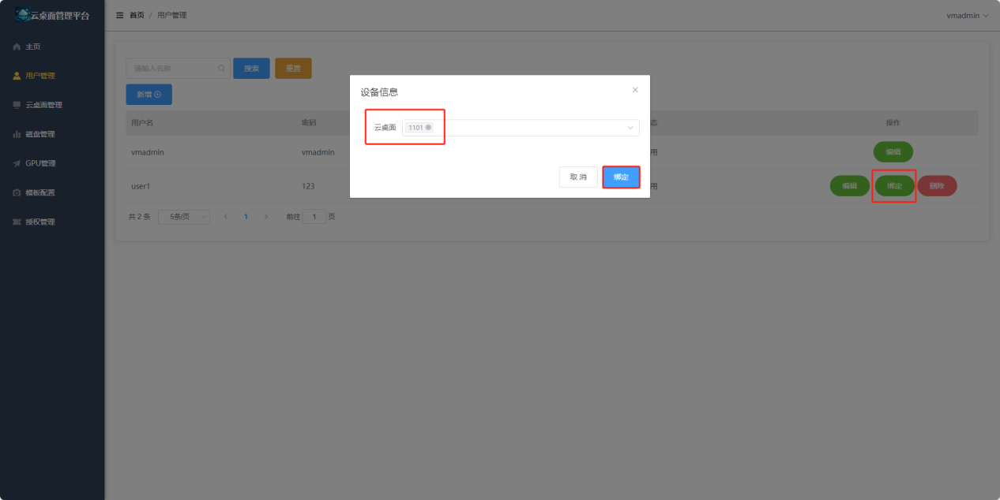 云桌面管理平台
首页 / 用户管理
vmadmin
主页
用户管理
云桌面管理
磁盘管理
GPU管理
模板配置
授权管理
请输入名称
搜索
重置
新增
用户名 密码 态 操作
vmadmin vmadmin 用 编辑
user1 123 用 编辑 绑定 删除
共 2 条 5条/页 1 前往 1 页
设备信息
云桌面 1101
取消 绑定